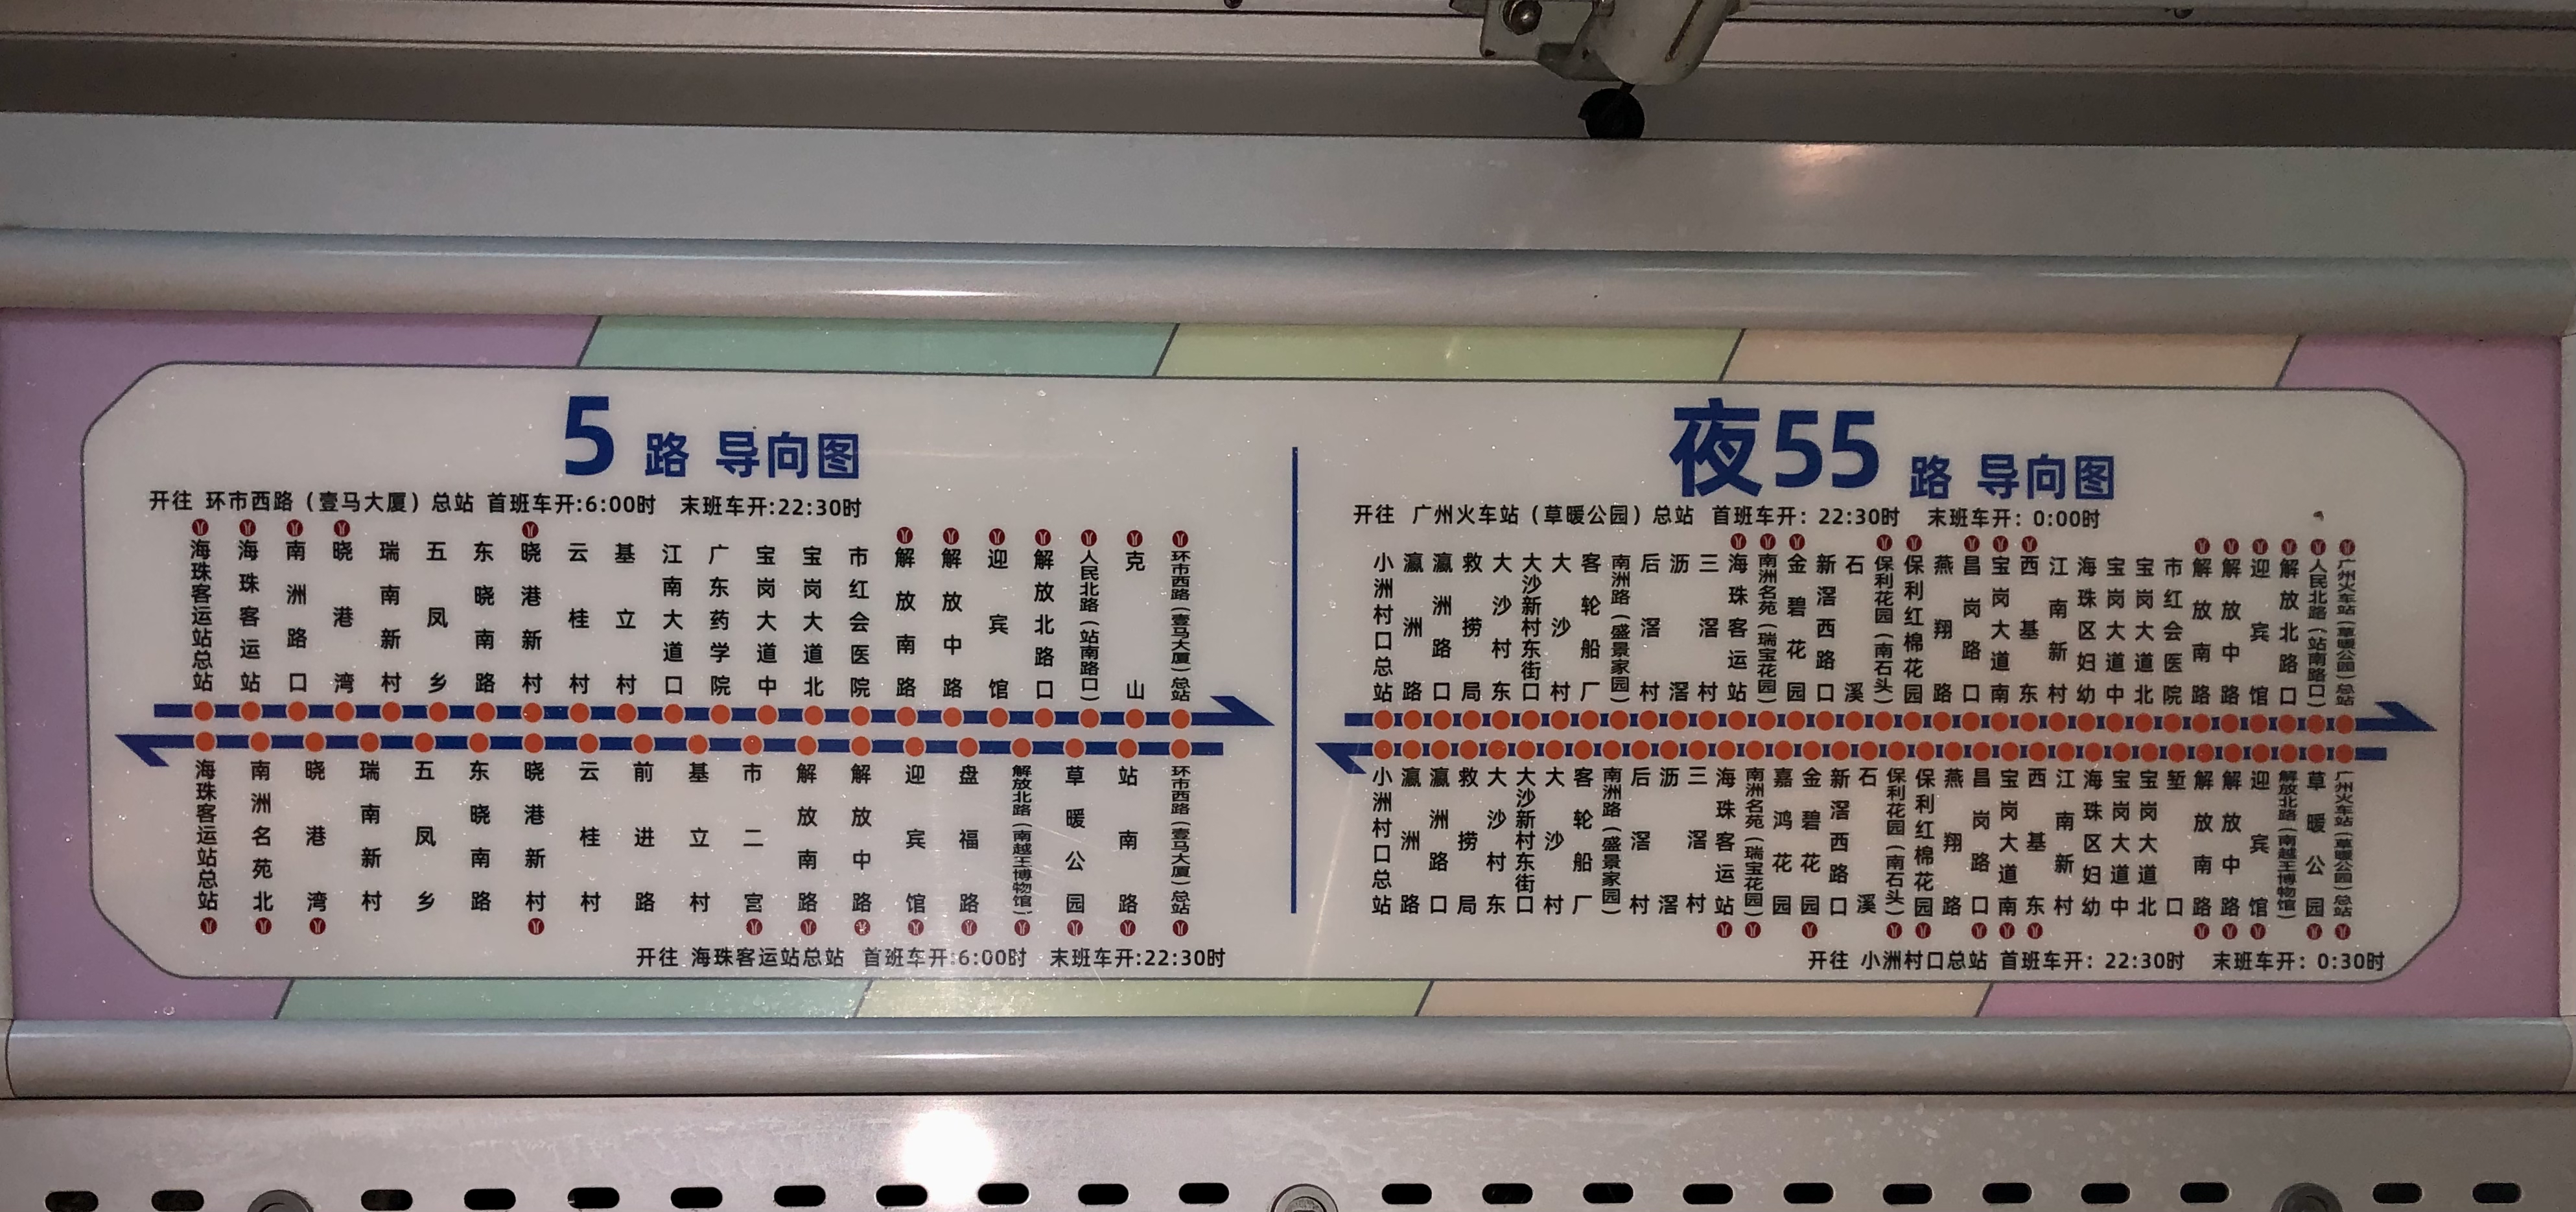 5 路 导向图
开往 环市西路（壹马大厦）总站 首班车开:6:00时 末班车开:22:30时
海珠客运站总站
海珠客运站
南洲路口
晓港湾
瑞南新村
五凤乡
东晓南路
晓港新村
云桂村
基立村
江南大道口
广东药学院
宝岗大道中
宝岗大道北
市红会医院
解放南路
解放中路
迎宾馆
解放北路口
人民北路（站南路口）
克山
环市西路（壹马大厦）总站
海珠客运站总站
南洲名苑北
晓港湾
瑞南新村
五凤乡
东晓南路
晓港新村
云桂村
前进路
基立村
市二宫
解放南路
解放中路
迎宾馆
盘福路
解放北路（南越王博物馆）
草暖公园
站南路
环市西路（壹马大厦）总站
开往 海珠客运站总站 首班车开:6:00时 末班车开:22:30时
夜55 路 导向图
开往 广州火车站（草暖公园）总站 首班车开：22:30时 末班车开：0:00时
小洲村口总站
瀛洲路
瀛洲路口
救捞局
大沙村东
大沙新村东街口
大沙村
客轮船厂
南洲路（盛景家园）
后滘村
沥滘
三滘村
海珠客运站
南洲名苑（瑞宝花园）
金碧花园
新滘西路口
石溪
保利花园（南石头）
保利红棉花园
燕翔路
昌岗路口
宝岗大道南
西基东
江南新村
海珠区妇幼
宝岗大道中
宝岗大道北
市红会医院
解放南路
解放中路
迎宾馆
解放北路口
人民北路（站南路口）
广州火车站（草暖公园）总站
小洲村口总站
瀛洲路
瀛洲路口
救捞局
大沙村东
大沙新村东街口
大沙村
客轮船厂
南洲路（盛景家园）
后滘村
沥滘
三滘村
海珠客运站
南洲名苑（瑞宝花园）
嘉鸿花园
金碧花园
新滘西路口
石溪
保利花园（南石头）
保利红棉花园
燕翔路
昌岗路口
宝岗大道南
西基东
江南新村
海珠区妇幼
宝岗大道中
宝岗大道北
堑口
解放南路
解放中路
迎宾馆
解放北路（南越王博物馆）
草暖公园
广州火车站（草暖公园）总站
开往 小洲村口总站 首班车开：22:30时 末班车开：0:30时